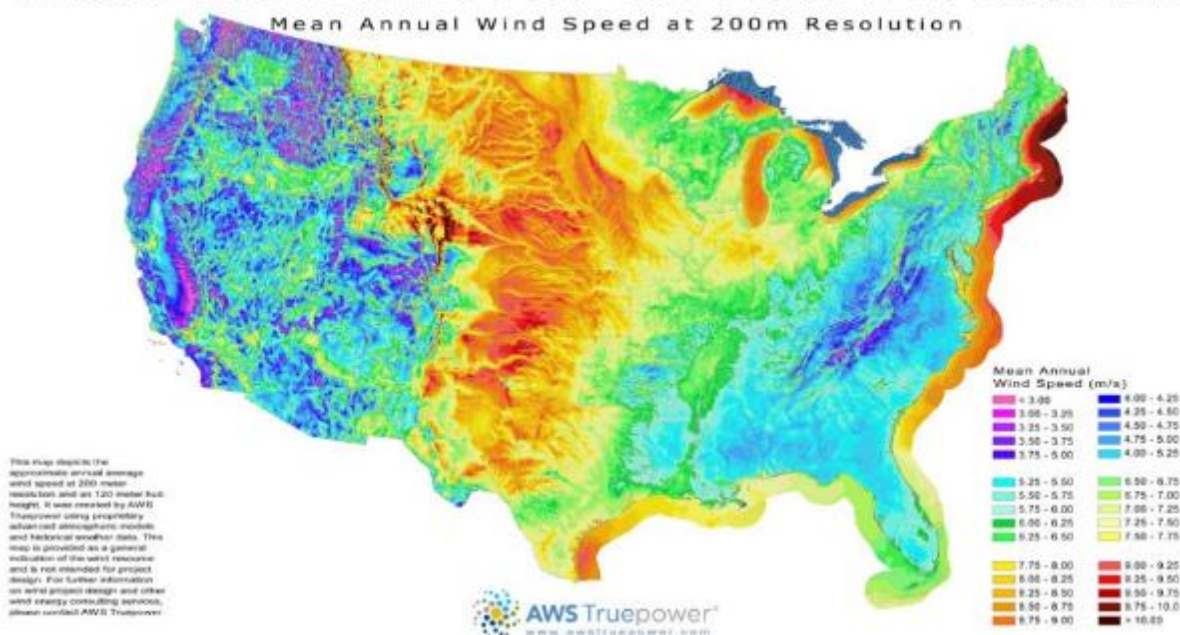 Mean Annual Wind Speed at 200m Resolution
Mean Annual
Wind Speed (m/s)
< 3.00
3.00 - 3.25
3.25 - 3.50
3.50 - 3.75
3.75 - 5.00
4.00 - 4.25
4.25 - 4.50
4.50 - 4.75
4.75 - 5.00
4.00 - 5.25
5.25 - 5.50
5.50 - 5.75
5.75 - 6.00
6.00 - 6.25
6.25 - 6.50
6.50 - 6.75
6.75 - 7.00
7.00 - 7.25
7.25 - 7.50
7.50 - 7.75
7.75 - 8.00
8.00 - 8.25
8.25 - 8.50
8.50 - 8.75
8.75 - 9.00
9.00 - 9.25
9.25 - 9.50
9.50 - 9.75
9.75 - 10.0
> 10.00
This map depicts the
approximate annual average
wind speed at 200 meter
resolution and an 120 meter hub
height. It was created by AWS
Truepower using proprietary
advanced atmospheric models
and historical weather data. This
map is provided as a general
indication of the wind resource
and is not intended for project
design. For further information
on wind project design and other
wind energy consulting services,
please contact AWS Truepower
AWS Truepower
www.awstruepower.com